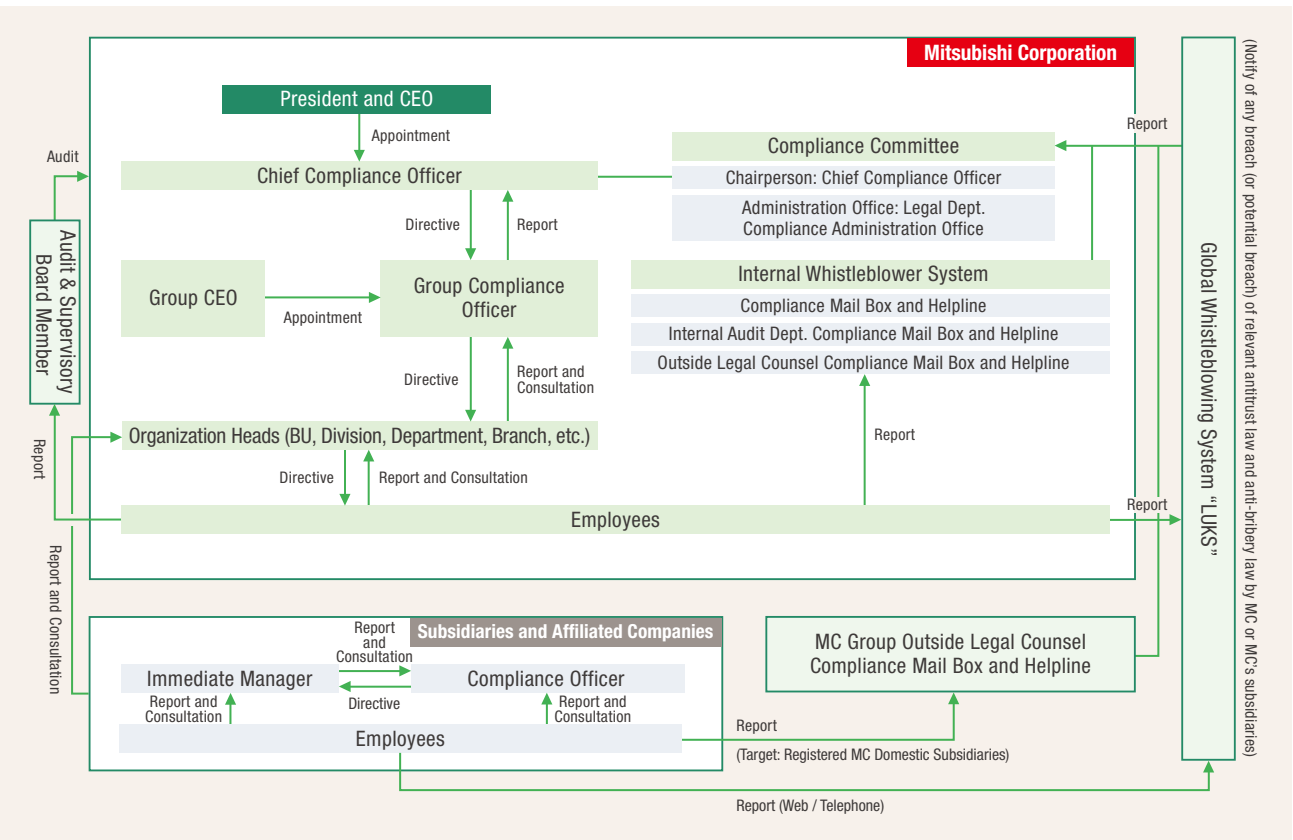 Mitsubishi Corporation
President and CEO
Appointment
Report
Audit
Chief Compliance Officer
Compliance Committee
Chairperson: Chief Compliance Officer
Administration Office: Legal Dept.
Compliance Administration Office
Directive
Report
Audit & Supervisory
Board Member
Group CEO
Appointment
Group Compliance
Officer
Internal Whistleblower System
Compliance Mail Box and Helpline
Internal Audit Dept. Compliance Mail Box and Helpline
Outside Legal Counsel Compliance Mail Box and Helpline
Directive
Report and
Consultation
Organization Heads (BU, Division, Department, Branch, etc.)
Report
Report
Directive
Report and Consultation
Employees
Report
Global Whistleblowing System “LUKS”
(Notify of any breach (or potential breach) of relevant antitrust law and anti-bribery law by MC or MC's subsidiaries)
Report and Consultation
Subsidiaries and Affiliated Companies
Report
and
Consultation
Immediate Manager
Compliance Officer
Directive
Report and
Consultation
Report and
Consultation
Employees
MC Group Outside Legal Counsel
Compliance Mail Box and Helpline
Report
(Target: Registered MC Domestic Subsidiaries)
Report (Web / Telephone)